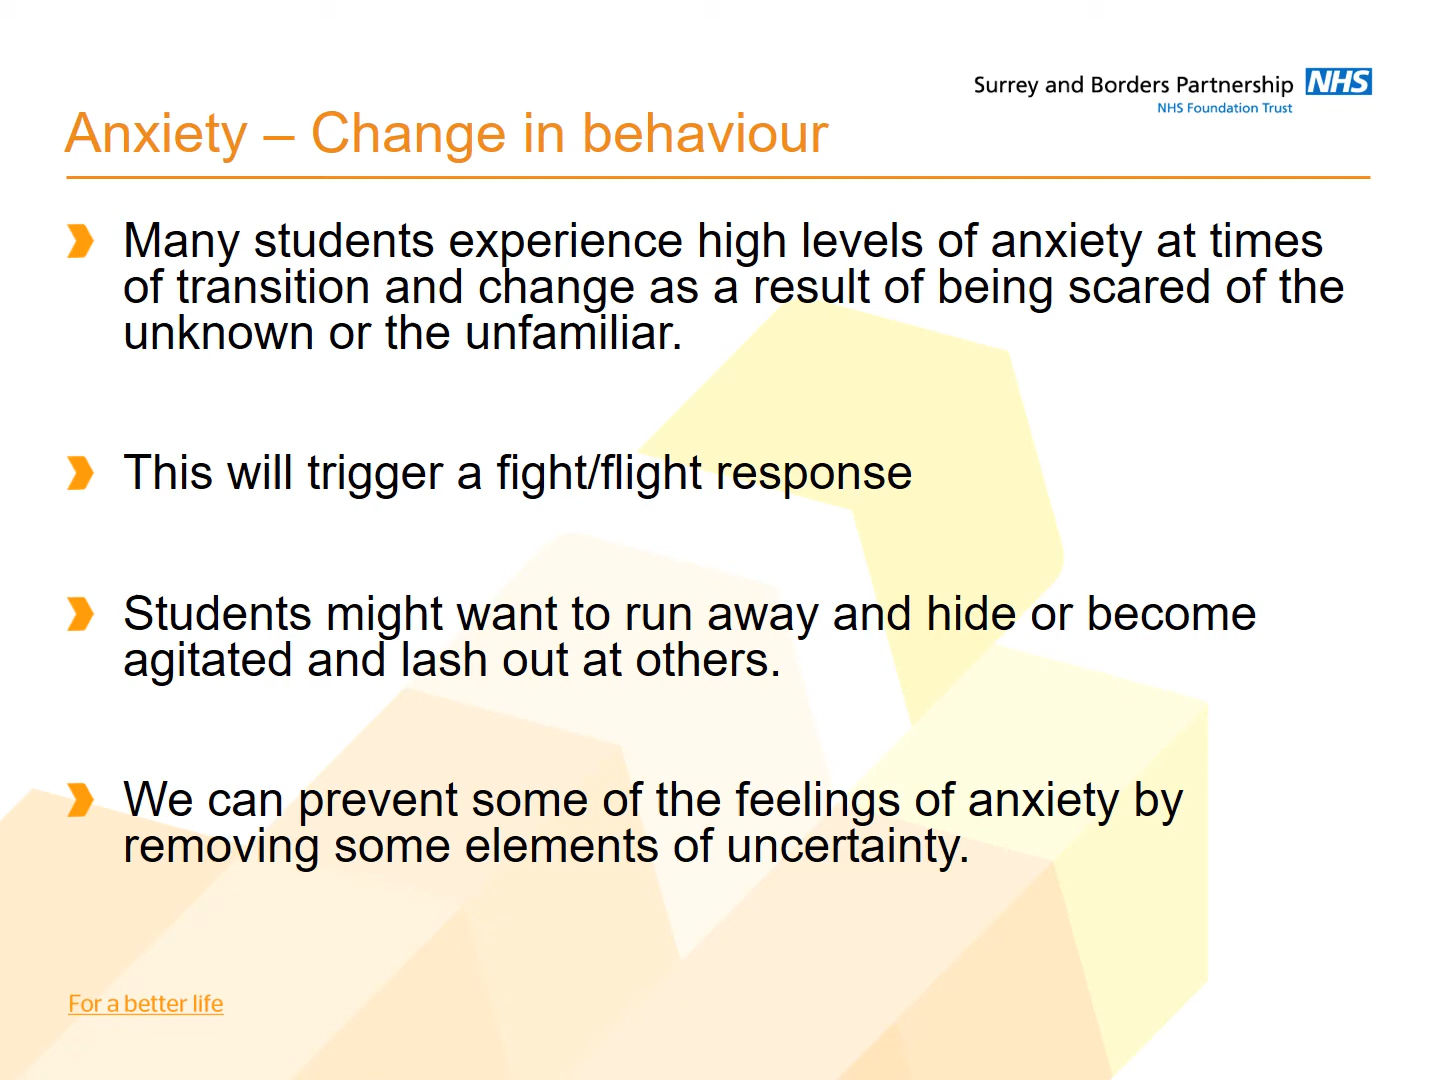 Surrey and Borders Partnership NHS
NHS Foundation Trust
Anxiety – Change in behaviour
Many students experience high levels of anxiety at times
of transition and change as a result of being scared of the
unknown or the unfamiliar.
This will trigger a fight/flight response
Students might want to run away and hide or become
agitated and lash out at others.
We can prevent some of the feelings of anxiety by
removing some elements of uncertainty.
For a better life